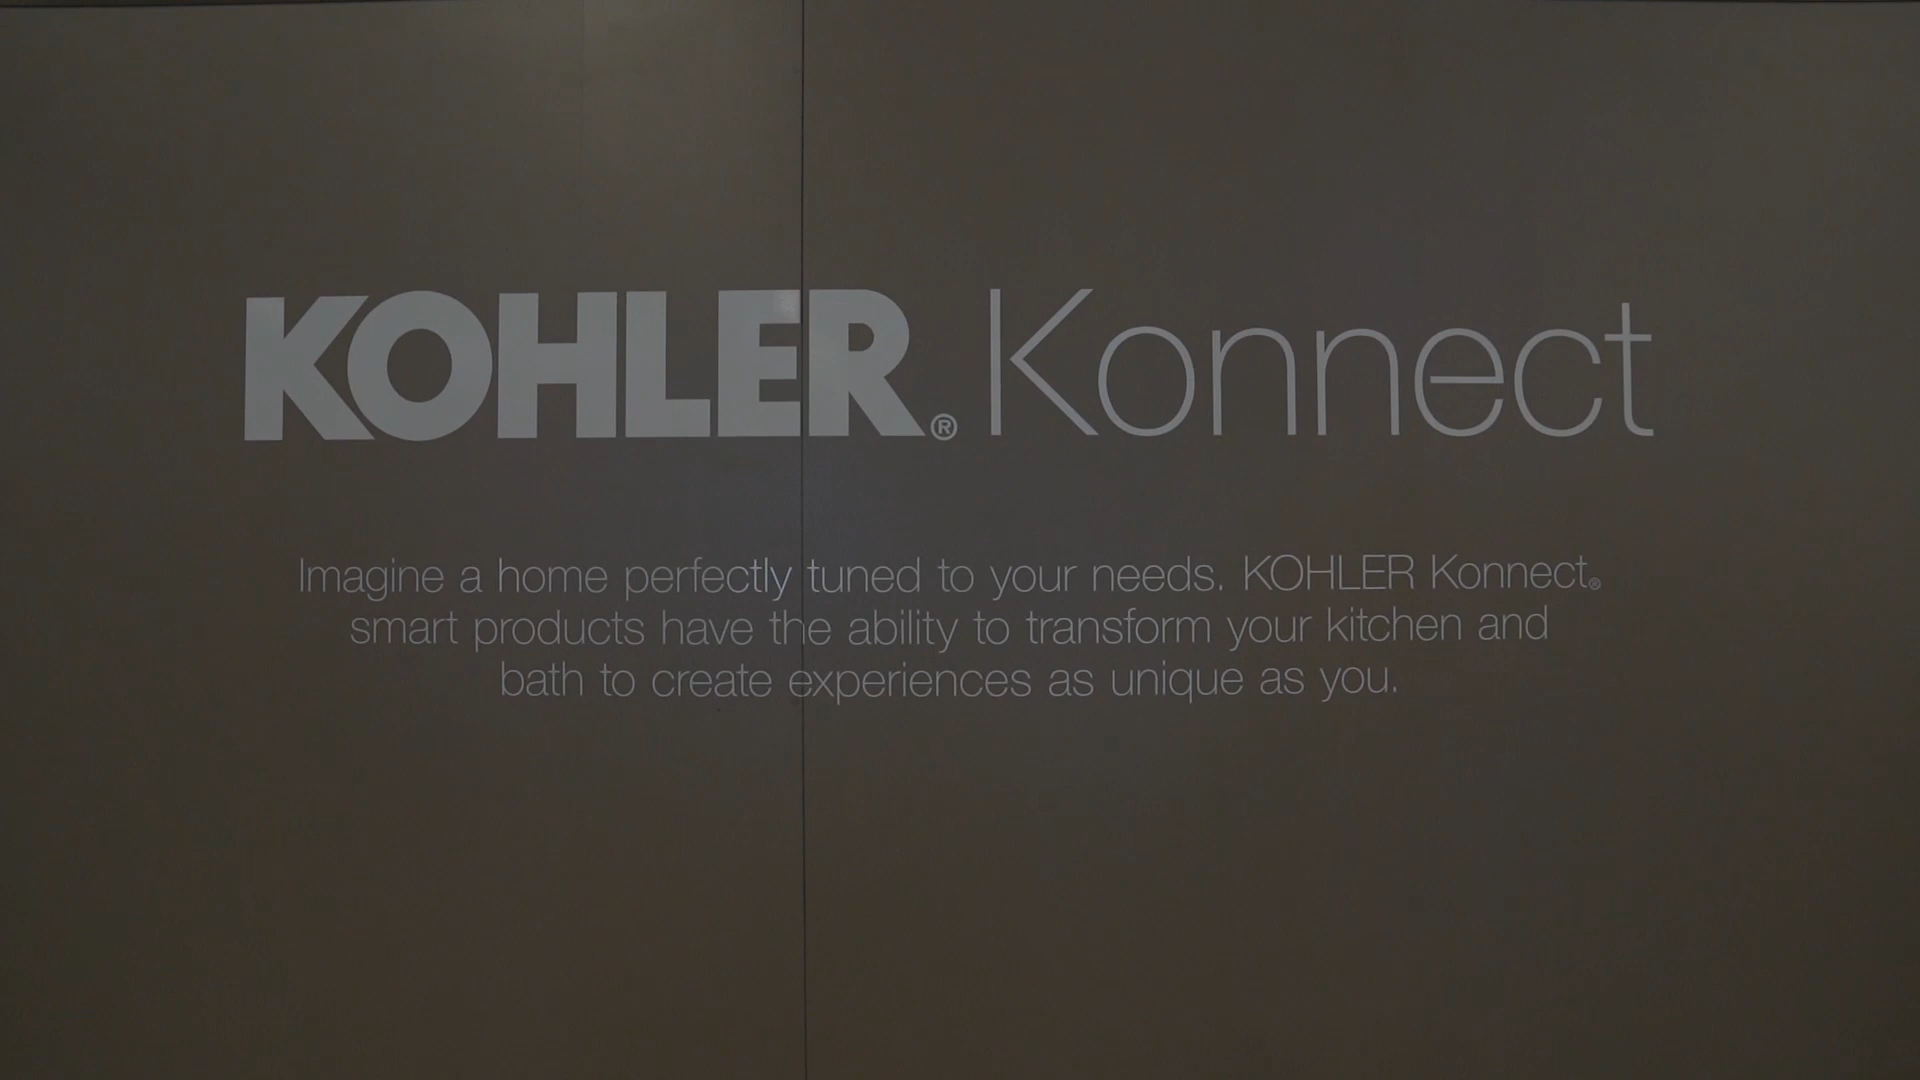 KOHLER® Konnect
Imagine a home perfectly tuned to your needs. KOHLER Konnect®
smart products have the ability to transform your kitchen and
bath to create experiences as unique as you.